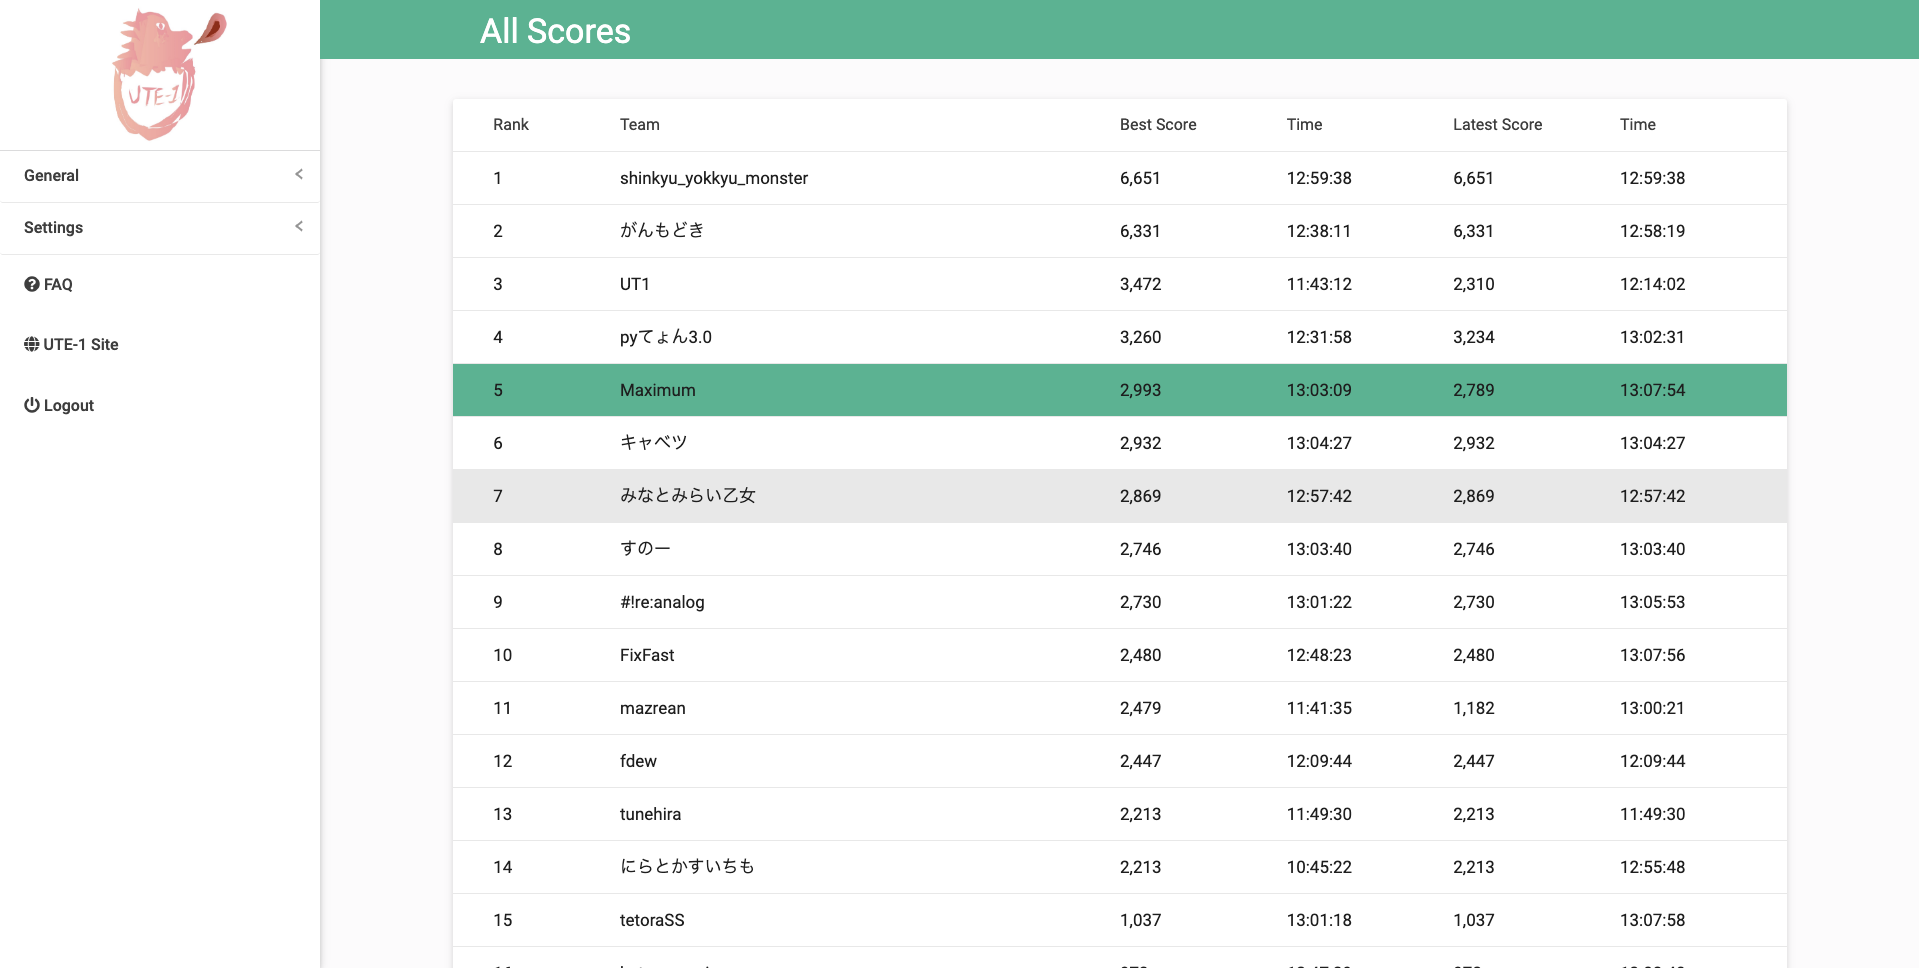 UTE-1
General
Settings
FAQ
UTE-1 Site
Logout
All Scores
Rank Team Best Score Time Latest Score Time
1 shinkyu_yokkyu_monster 6,651 12:59:38 6,651 12:59:38
2 がんもどき 6,331 12:38:11 6,331 12:58:19
3 UT1 3,472 11:43:12 2,310 12:14:02
4 pyてょん3.0 3,260 12:31:58 3,234 13:02:31
5 Maximum 2,993 13:03:09 2,789 13:07:54
6 キャベツ 2,932 13:04:27 2,932 13:04:27
7 みなとみらい乙女 2,869 12:57:42 2,869 12:57:42
8 すのー 2,746 13:03:40 2,746 13:03:40
9 #!re:analog 2,730 13:01:22 2,730 13:05:53
10 FixFast 2,480 12:48:23 2,480 13:07:56
11 mazrean 2,479 11:41:35 1,182 13:00:21
12 fdew 2,447 12:09:44 2,447 12:09:44
13 tunehira 2,213 11:49:30 2,213 11:49:30
14 にらとかすいちも 2,213 10:45:22 2,213 12:55:48
15 tetoraSS 1,037 13:01:18 1,037 13:07:58